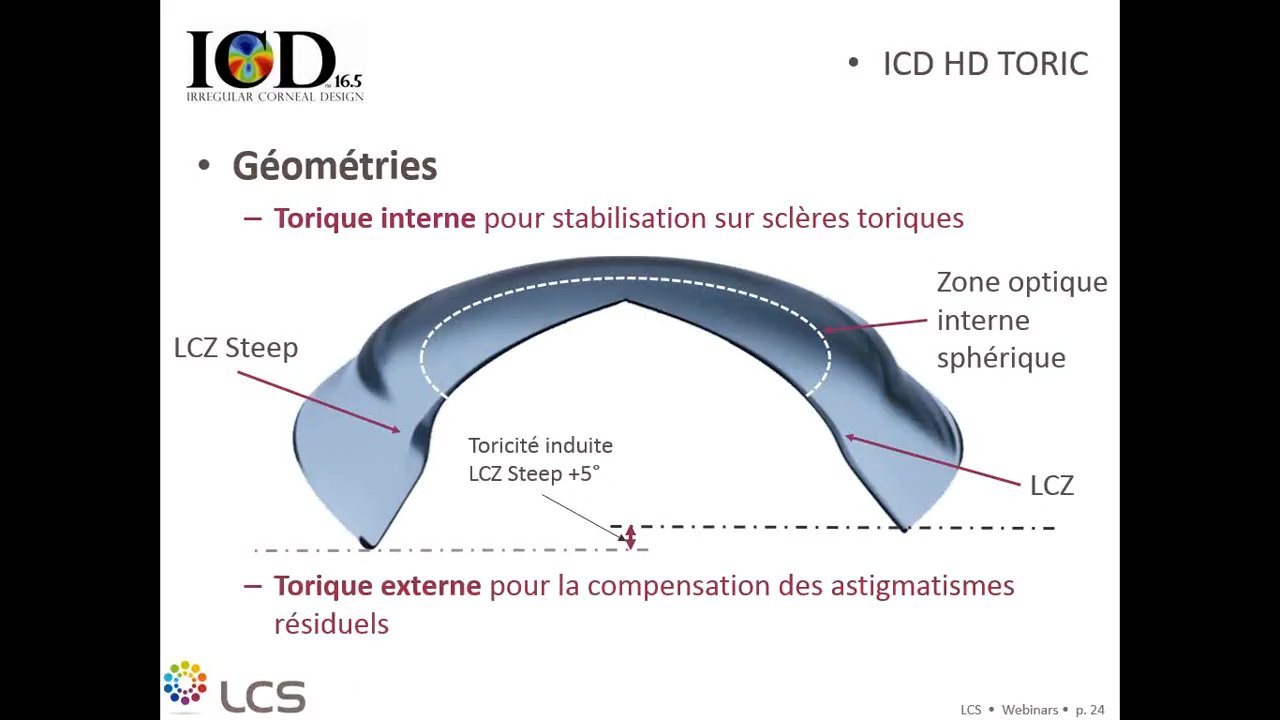 ICD 16.5
IRREGULAR CORNEAL DESIGN
• ICD HD TORIC
• Géométries
– Torique interne pour stabilisation sur sclères toriques
Zone optique
interne
sphérique
LCZ Steep
Toricité induite
LCZ Steep +5°
LCZ
– Torique externe pour la compensation des astigmatismes
résiduels
LCS
LCS • Webinars • p. 24